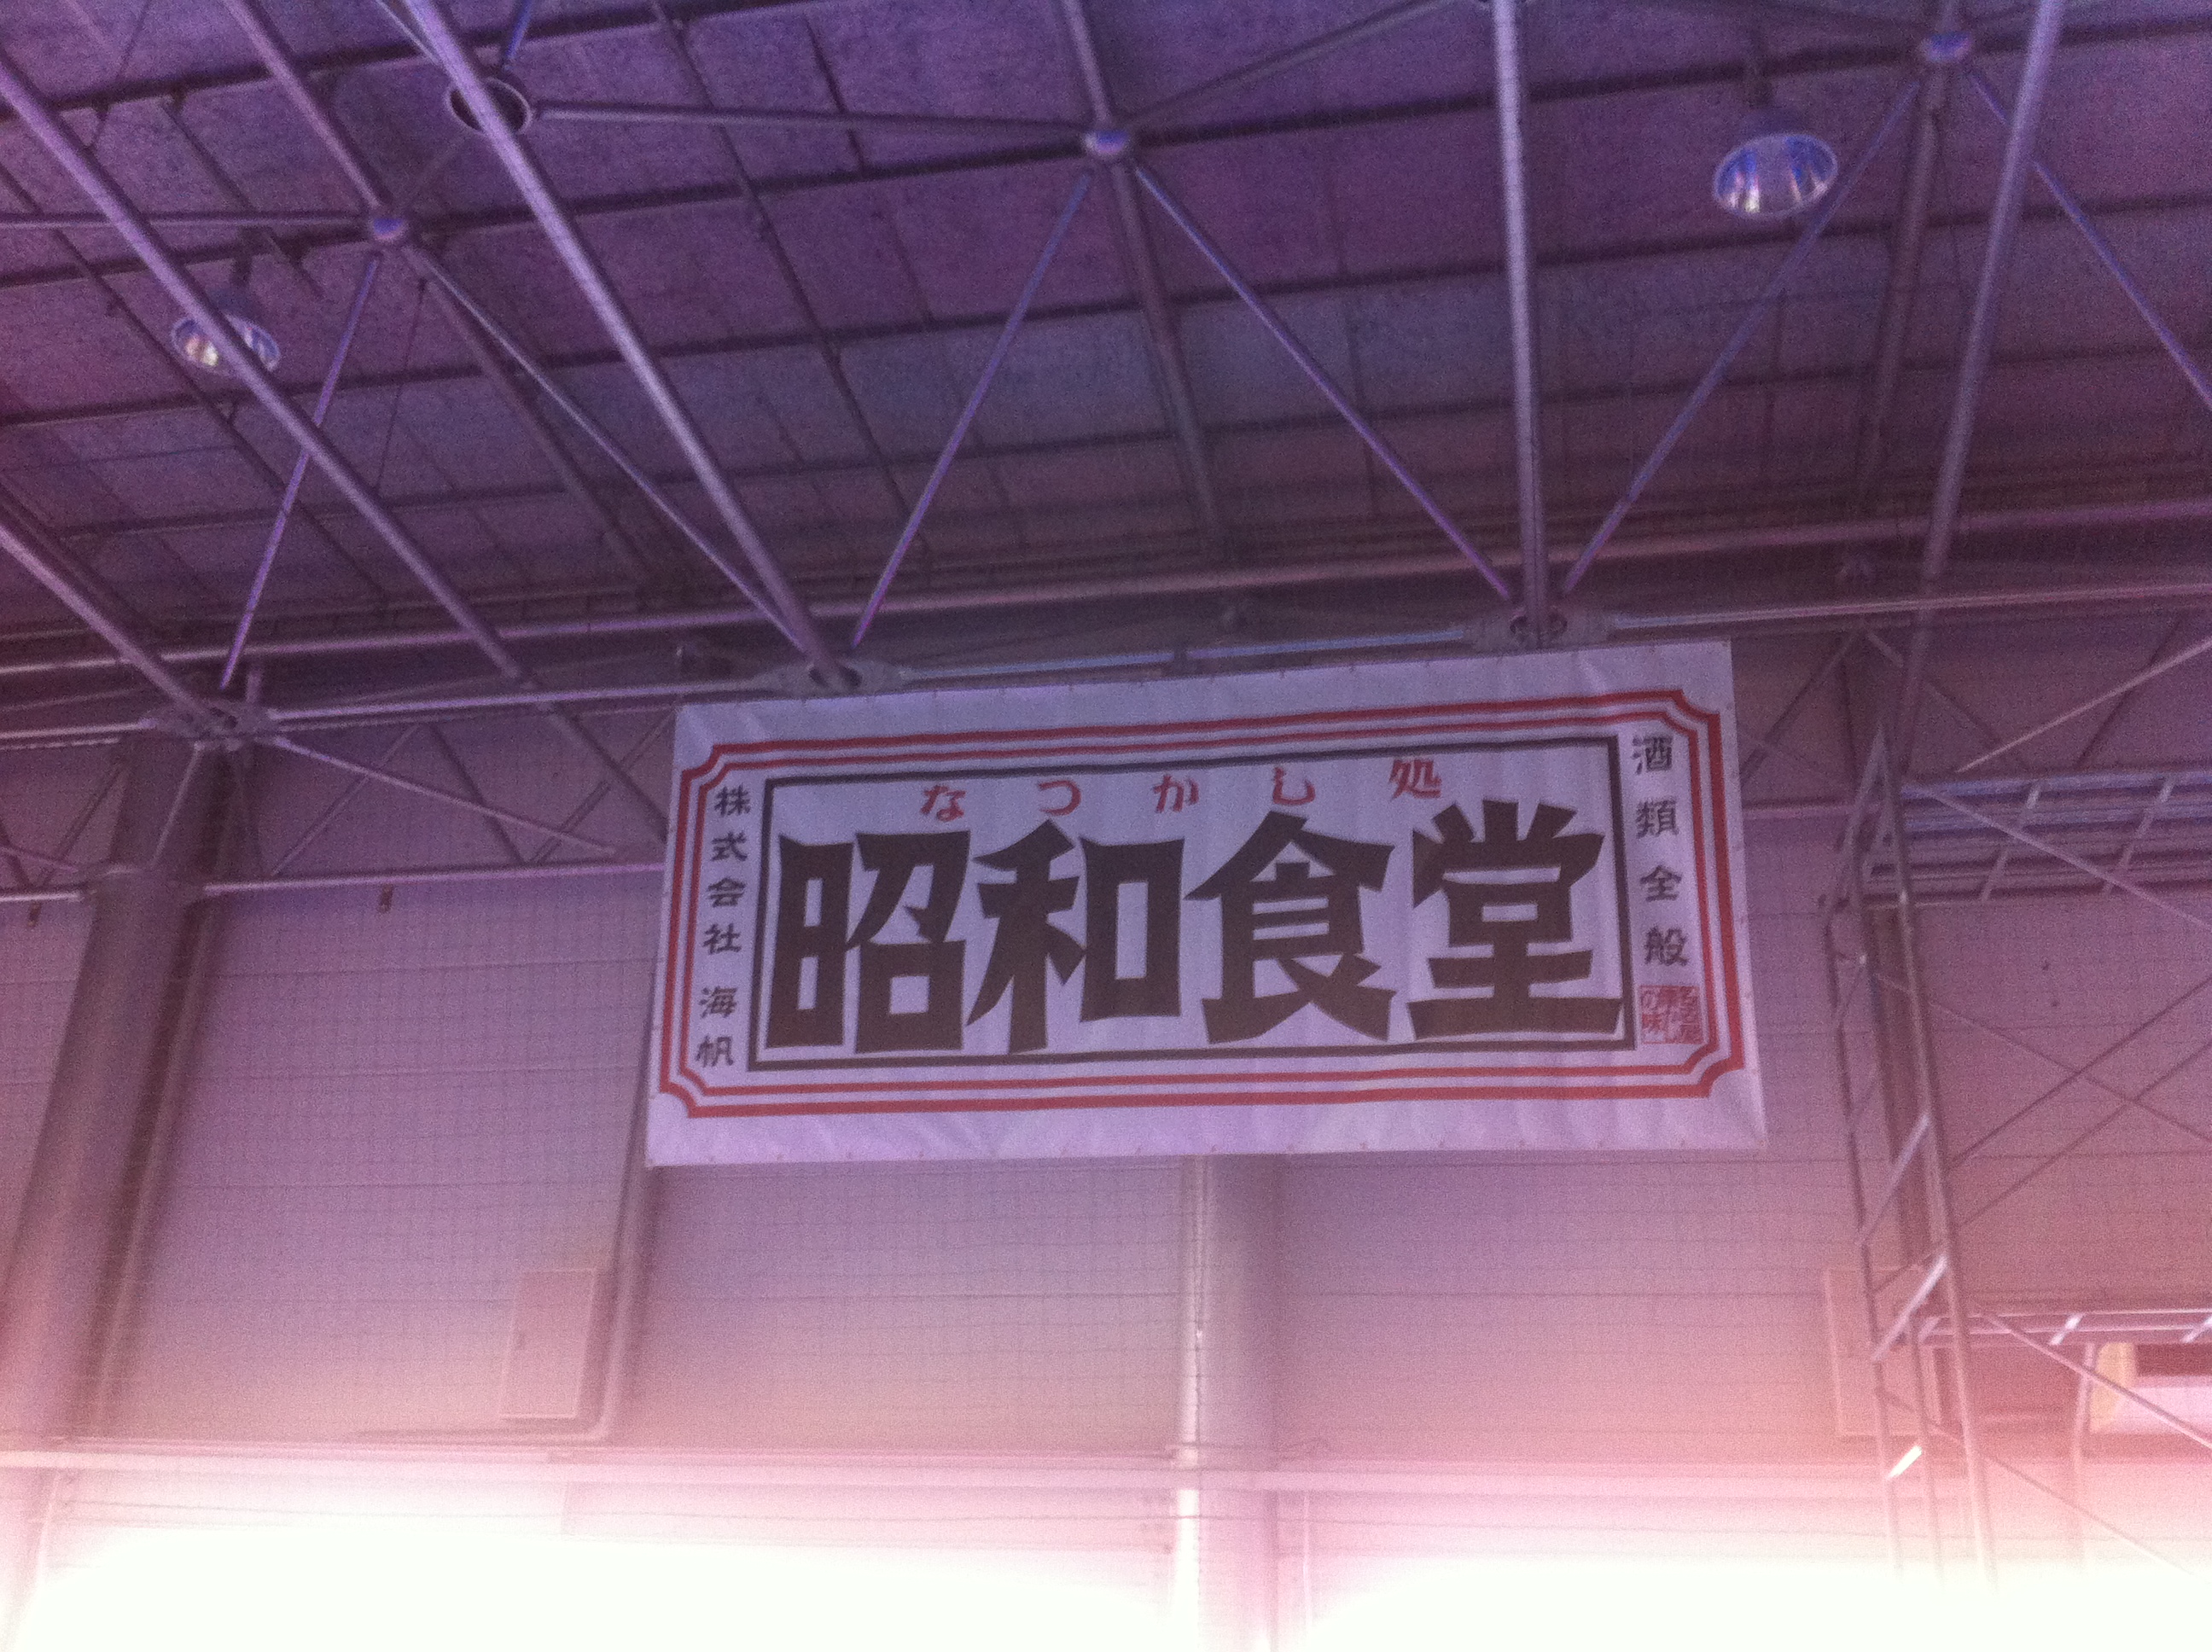 なつかし処
昭和食堂
酒類全般
株式会社 海帆